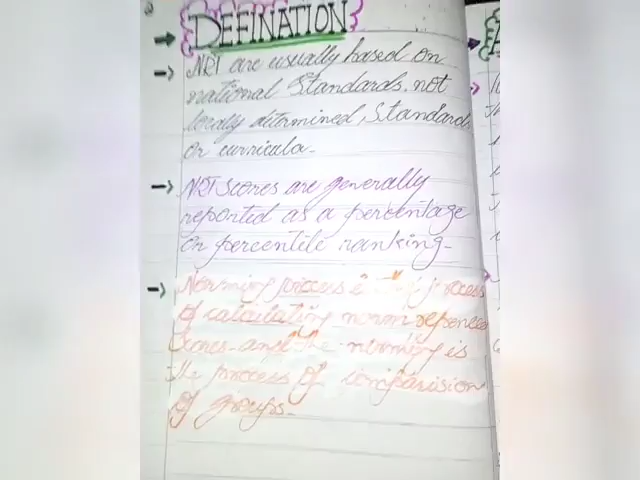 DEFINATION
NRT are usually based on
national Standards, not
localy determined, Standards
or curricula.
NRT Scores are generally
reported as a percentage
or percentile ranking.
Norming process is the process
of calculating norm reference
Scores and the norming is
the process of comparision
of groups.